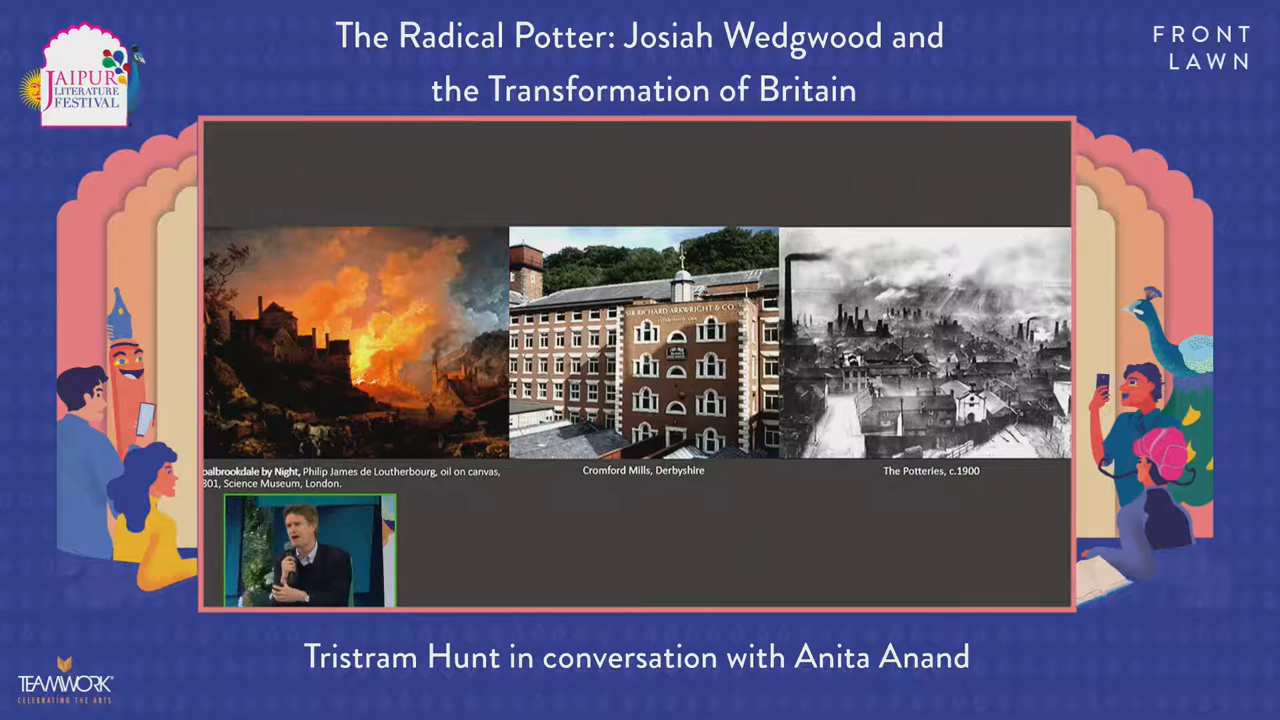 The Radical Potter: Josiah Wedgwood and
the Transformation of Britain
JAIPUR
LITERATURE
FESTIVAL
FRONT
LAWN
SIR RICHARD ARKWRIGHT & CO.
albrookdale by Night, Philip James de Loutherbourg, oil on canvas,
801, Science Museum, London.
Cromford Mills, Derbyshire
The Potteries, c.1900
Tristram Hunt in conversation with Anita Anand
TEAMWORK
CELEBRATING THE ARTS